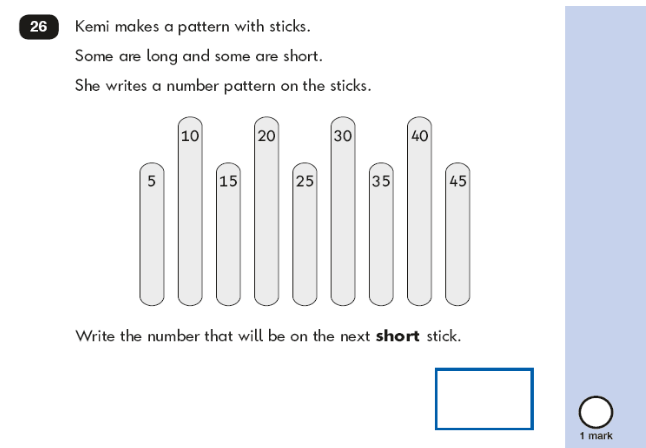 26 Kemi makes a pattern with sticks.
Some are long and some are short.
She writes a number pattern on the sticks.
5 10 15 20 25 30 35 40 45
Write the number that will be on the next short stick.
1 mark